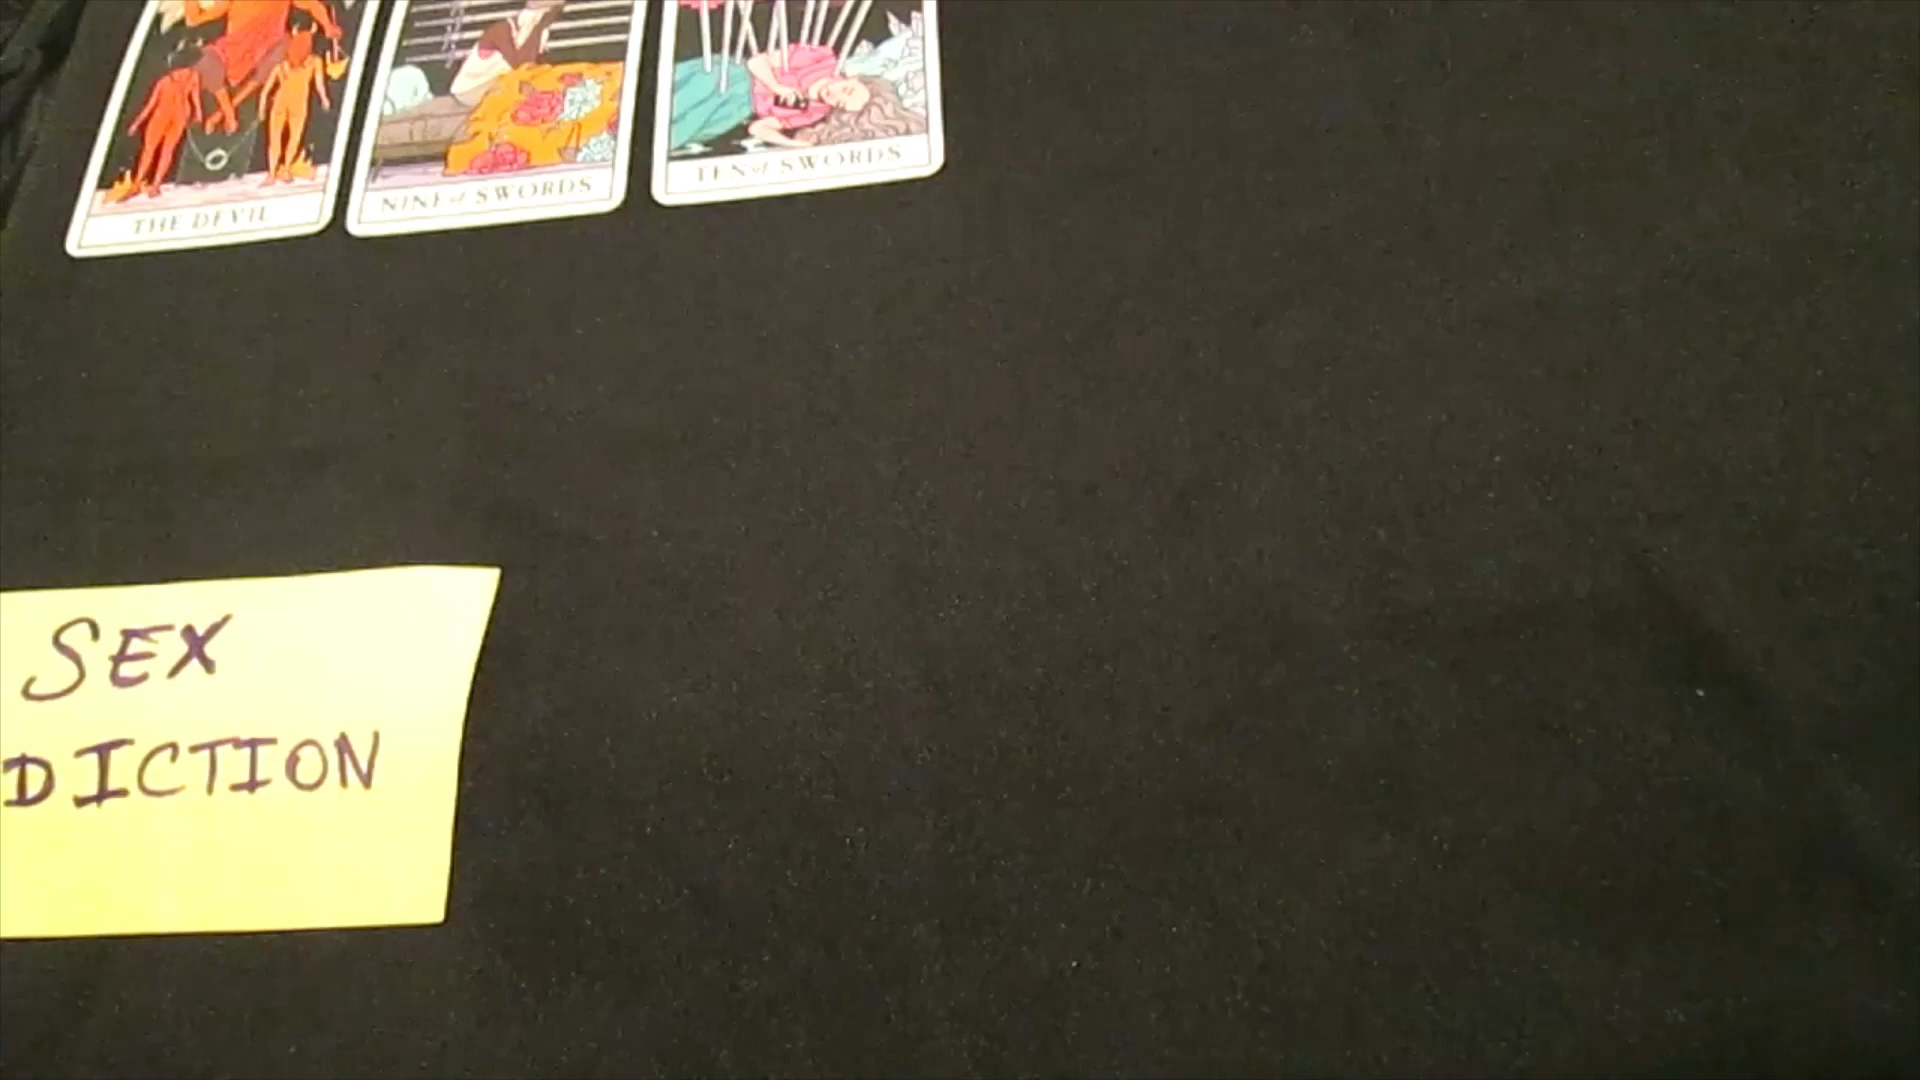 THE DEVIL
NINE of SWORDS
TEN of SWORDS
SEX
DICTION